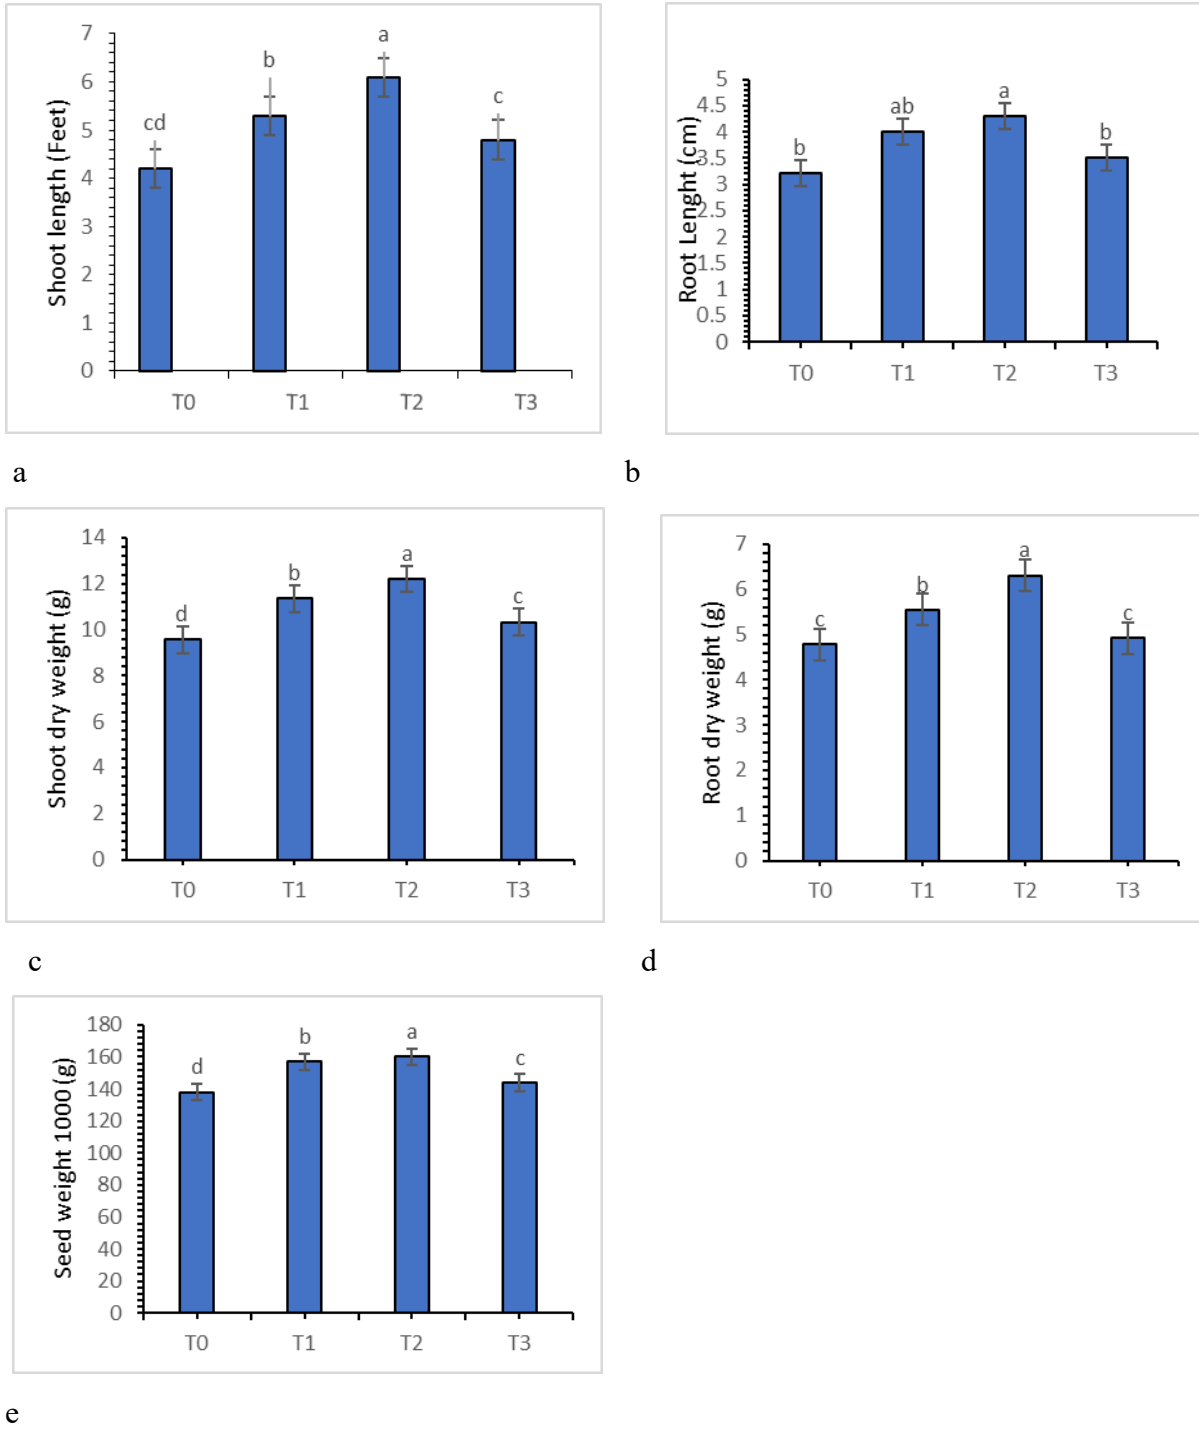 7
6
5
4
3
2
1
0
Shoot length (Feet)
cd
b
a
c
T0 T1 T2 T3
a
5
4.5
4
3.5
3
2.5
2
1.5
1
0.5
0
Root Lenght (cm)
b
ab
a
b
T0 T1 T2 T3
b
14
12
10
8
6
4
2
0
Shoot dry weight (g)
d
b
a
c
T0 T1 T2 T3
c
7
6
5
4
3
2
1
0
Root dry weight (g)
c
b
a
c
T0 T1 T2 T3
d
180
160
140
120
100
80
60
40
20
0
Seed weight 1000 (g)
d
b
a
c
T0 T1 T2 T3
e